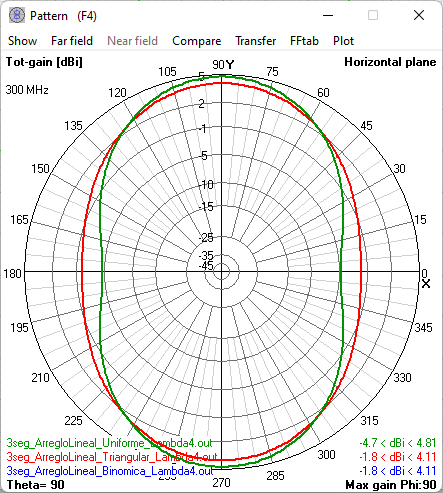 Pattern (F4)
Show Far field Near field Compare Transfer FFtab Plot
Tot-gain [dBi] Horizontal plane
300 MHz
90 Y
105 75
120 60
135 45
150 30
165 15
180 0 X
195 345
210 330
225 315
240 300
255 285
270
5
2
-1
-5
-10
-15
-25
-35
-45
3seg_ArregloLineal_Uniforme_Lambda4.out -4.7 < dBi < 4.81
3seg_ArregloLineal_Triangular_Lambda4.out -1.8 < dBi < 4.11
3seg_ArregloLineal_Binomica_Lambda4.out -1.8 < dBi < 4.11
Theta= 90 Max gain Phi:90